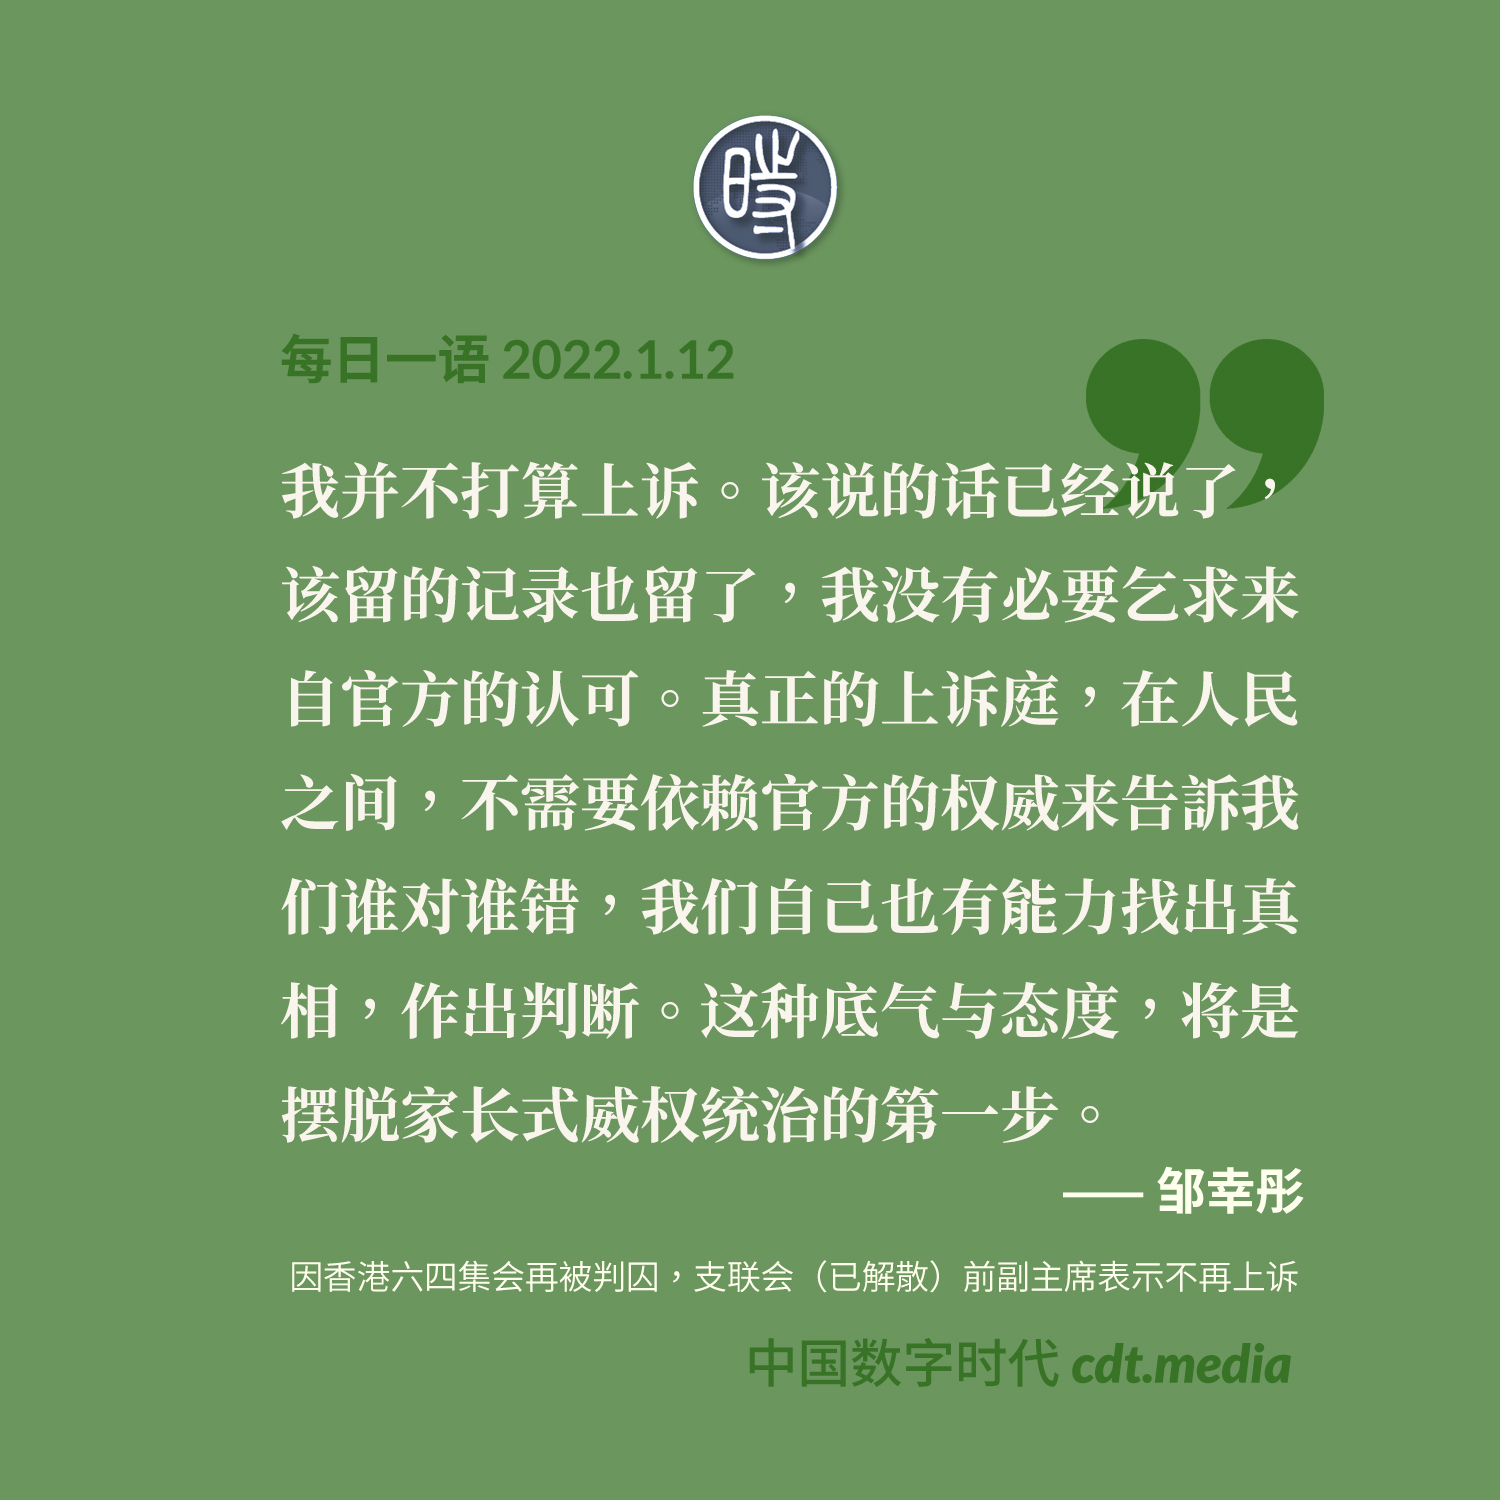 時
每日一语 2022.1.12
我并不打算上诉。该说的话已经说了，
该留的记录也留了，我没有必要乞求来
自官方的认可。真正的上诉庭，在人民
之间，不需要依赖官方的权威来告訴我
们谁对谁错，我们自己也有能力找出真
相，作出判断。这种底气与态度，将是
摆脱家长式威权统治的第一步。
—— 邹幸彤
因香港六四集会再被判囚，支联会（已解散）前副主席表示不再上诉
中国数字时代 cdt.media